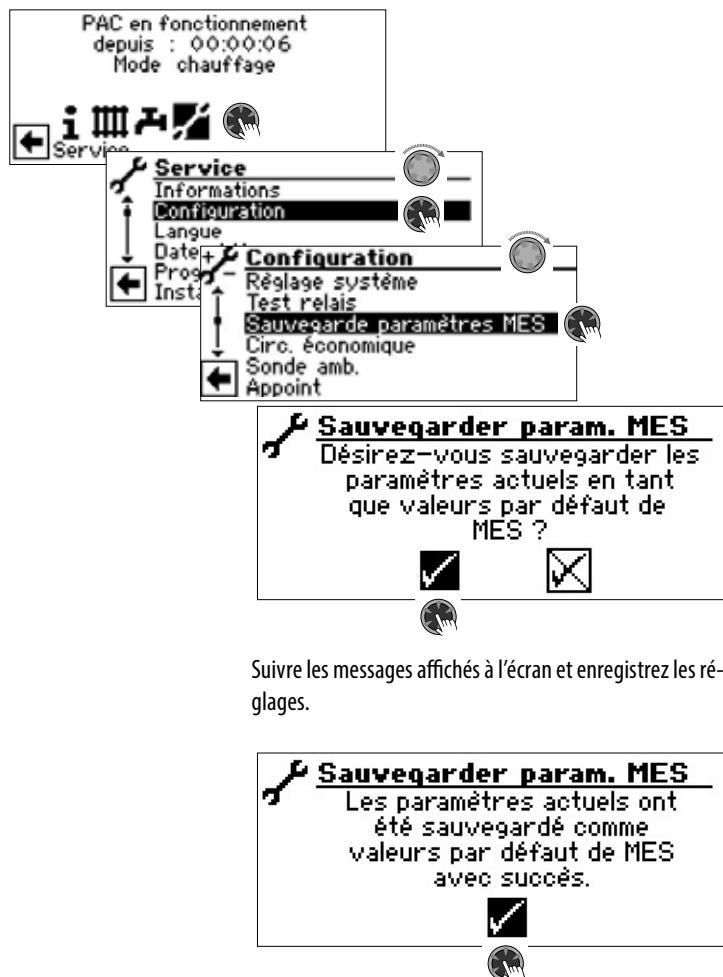 PAC en fonctionnement
depuis : 00:00:06
Mode chauffage
Service
Service
Informations
Configuration
Langue
Date
Prog
Insta
Configuration
Réglage système
Test relais
Sauvegarde paramètres MES
Circ. économique
Sonde amb.
Appoint
Sauvegarder param. MES
Désirez-vous sauvegarder les
paramètres actuels en tant
que valeurs par défaut de
MES ?
Suivre les messages affichés à l'écran et enregistrez les ré-
glages.
Sauvegarder param. MES
Les paramètres actuels ont
été sauvegardé comme
valeurs par défaut de MES
avec succès.